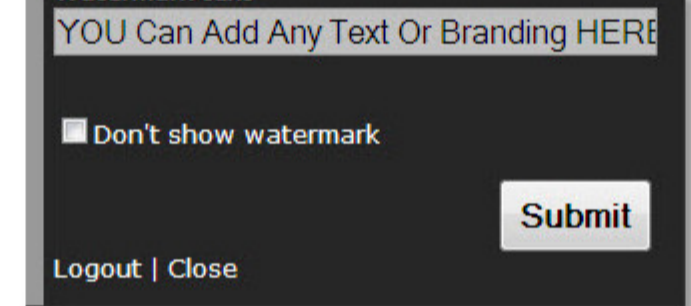 YOU Can Add Any Text Or Branding HERE
Don't show watermark
Submit
Logout | Close